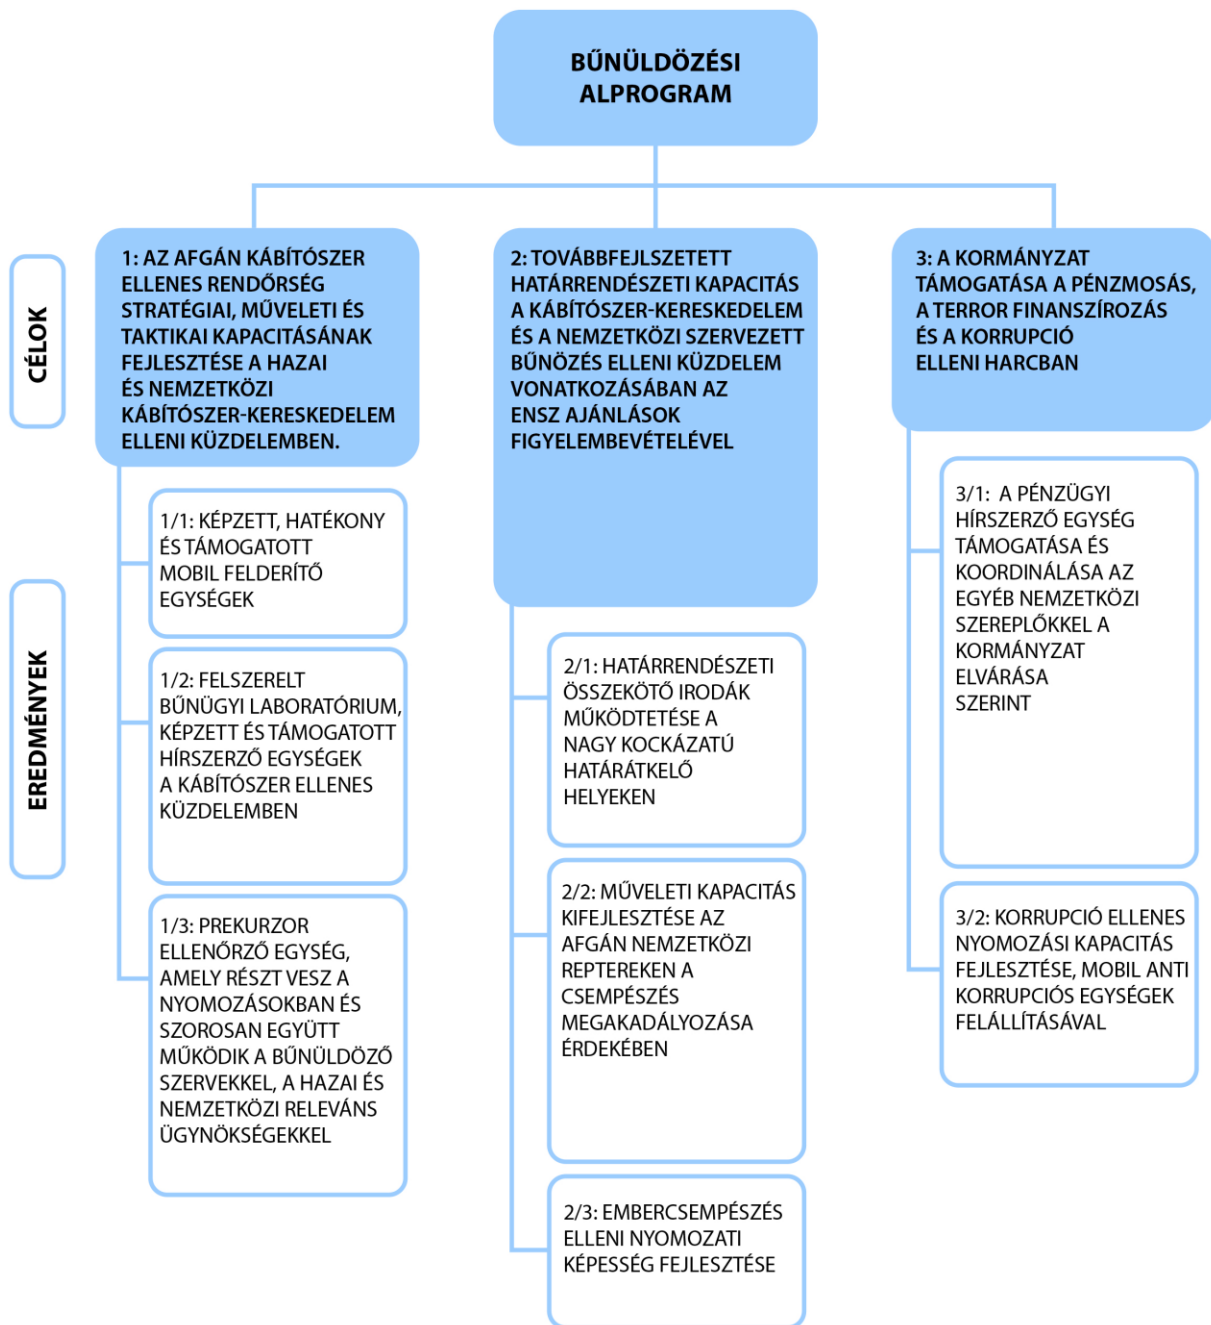 BŰNÜLDÖZÉSI
ALPROGRAM
CÉLOK
1: AZ AFGÁN KÁBÍTÓSZER
ELLENES RENDŐRSÉG
STRATÉGIAI, MŰVELETI ÉS
TAKTIKAI KAPACITÁSÁNAK
FEJLESZTÉSE A HAZAI
ÉS NEMZETKÖZI
KÁBÍTÓSZER-KERESKEDELEM
ELLENI KÜZDELEMBEN.
2: TOVÁBBFEJLSZETETT
HATÁRRENDÉSZETI KAPACITÁS
A KÁBÍTÓSZER-KERESKEDELEM
ÉS A NEMZETKÖZI SZERVEZETT
BŰNÖZÉS ELLENI KÜZDELEM
VONATKOZÁSÁBAN AZ
ENSZ AJÁNLÁSOK
FIGYELEMBEVÉTELÉVEL
3: A KORMÁNYZAT
TÁMOGATÁSA A PÉNZMOSÁS,
A TERROR FINANSZÍROZÁS
ÉS A KORRUPCIÓ
ELLENI HARCBAN
EREDMÉNYEK
1/1: KÉPZETT, HATÉKONY
ÉS TÁMOGATOTT
MOBIL FELDERÍTŐ
EGYSÉGEK
1/2: FELSZERELT
BŰNÜGYI LABORATÓRIUM,
KÉPZETT ÉS TÁMOGATOTT
HÍRSZERZŐ EGYSÉGEK
A KÁBÍTÓSZER ELLENES
KÜZDELEMBEN
1/3: PREKURZOR
ELLENŐRZŐ EGYSÉG,
AMELY RÉSZT VESZ A
NYOMOZÁSOKBAN ÉS
SZOROSAN EGYÜTT
MŰKÖDIK A BŰNÜLDÖZŐ
SZERVEKKEL, A HAZAI ÉS
NEMZETKÖZI RELEVÁNS
ÜGYNÖKSÉGEKKEL
2/1: HATÁRRENDÉSZETI
ÖSSZEKÖTŐ IRODÁK
MŰKÖDTETÉSE A
NAGY KOCKÁZATÚ
HATÁRÁTKELŐ
HELYEKEN
2/2: MŰVELETI KAPACITÁS
KIFEJLESZTÉSE AZ
AFGÁN NEMZETKÖZI
REPTEREKEN A
CSEMPÉSZÉS
MEGAKADÁLYOZÁSA
ÉRDEKÉBEN
2/3: EMBERCSEMPÉSZÉS
ELLENI NYOMOZATI
KÉPESSÉG FEJLESZTÉSE
3/1: A PÉNZÜGYI
HÍRSZERZŐ EGYSÉG
TÁMOGATÁSA ÉS
KOORDINÁLÁSA AZ
EGYÉB NEMZETKÖZI
SZEREPLŐKKEL A
KORMÁNYZAT
ELVÁRÁSA
SZERINT
3/2: KORRUPCIÓ ELLENES
NYOMOZÁSI KAPACITÁS
FEJLESZTÉSE, MOBIL ANTI
KORRUPCIÓS EGYSÉGEK
FELÁLLÍTÁSÁVAL